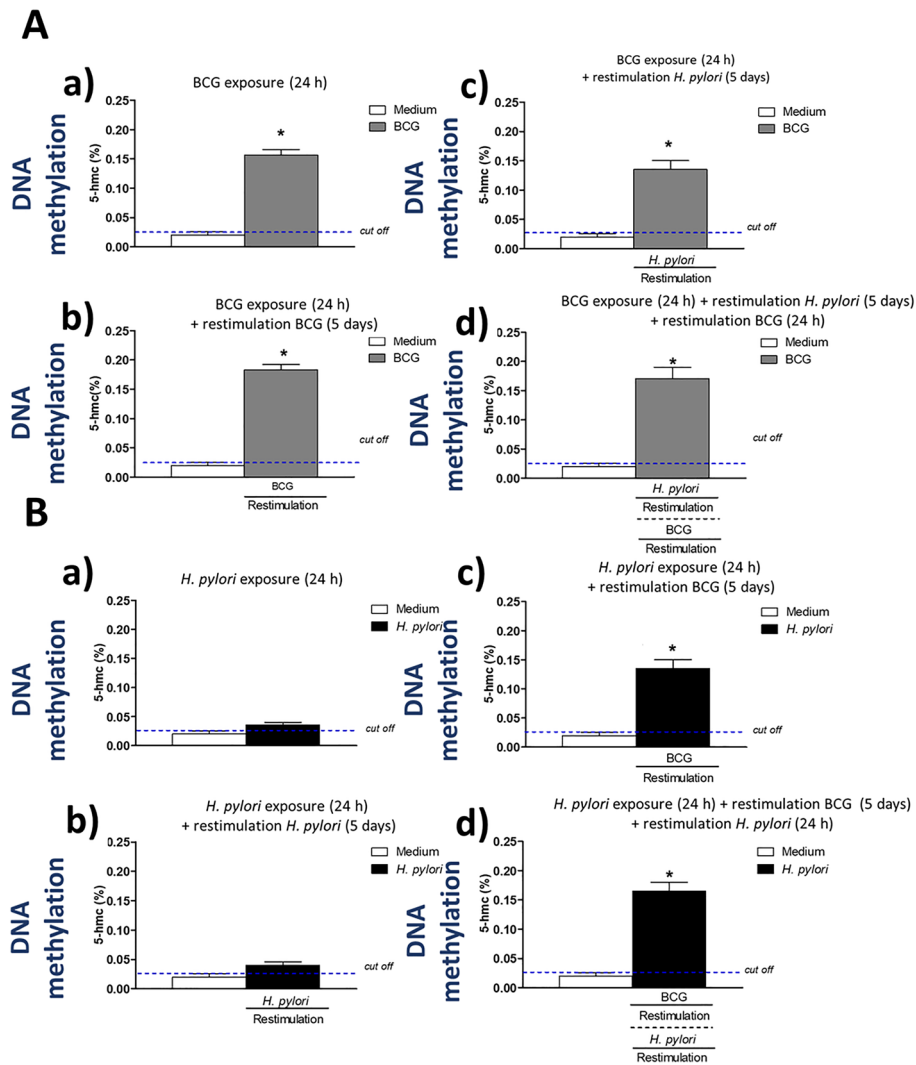 A
a)
BCG exposure (24 h)
DNA
methylation
5-hmc (%)
0.25
0.20
0.15
0.10
0.05
0.00
*
Medium
BCG
cut off
c)
BCG exposure (24 h)
+ restimulation H. pylori (5 days)
DNA
methylation
5-hmc (%)
0.25
0.20
0.15
0.10
0.05
0.00
*
Medium
BCG
cut off
H. pylori
Restimulation
b)
BCG exposure (24 h)
+ restimulation BCG (5 days)
DNA
methylation
5-hmc(%)
0.25
0.20
0.15
0.10
0.05
0.00
*
Medium
BCG
cut off
BCG
Restimulation
d)
BCG exposure (24 h) + restimulation H. pylori (5 days)
+ restimulation BCG (24 h)
DNA
methylation
5-hmc (%)
0.25
0.20
0.15
0.10
0.05
0.00
*
Medium
BCG
cut off
H. pylori
Restimulation
BCG
Restimulation
B
a)
H. pylori exposure (24 h)
DNA
methylation
5-hmc (%)
0.25
0.20
0.15
0.10
0.05
0.00
Medium
H. pylori
cut off
c)
H. pylori exposure (24 h)
+ restimulation BCG (5 days)
DNA
methylation
5-hmc (%)
0.25
0.20
0.15
0.10
0.05
0.00
*
Medium
H. pylori
cut off
BCG
Restimulation
b)
H. pylori exposure (24 h)
+ restimulation H. pylori (5 days)
DNA
methylation
5-hmc (%)
0.25
0.20
0.15
0.10
0.05
0.00
Medium
H. pylori
cut off
H. pylori
Restimulation
d)
H. pylori exposure (24 h) + restimulation BCG (5 days)
+ restimulation H. pylori (24 h)
DNA
methylation
5-hmc (%)
0.25
0.20
0.15
0.10
0.05
0.00
*
Medium
H. pylori
cut off
BCG
Restimulation
H. pylori
Restimulation